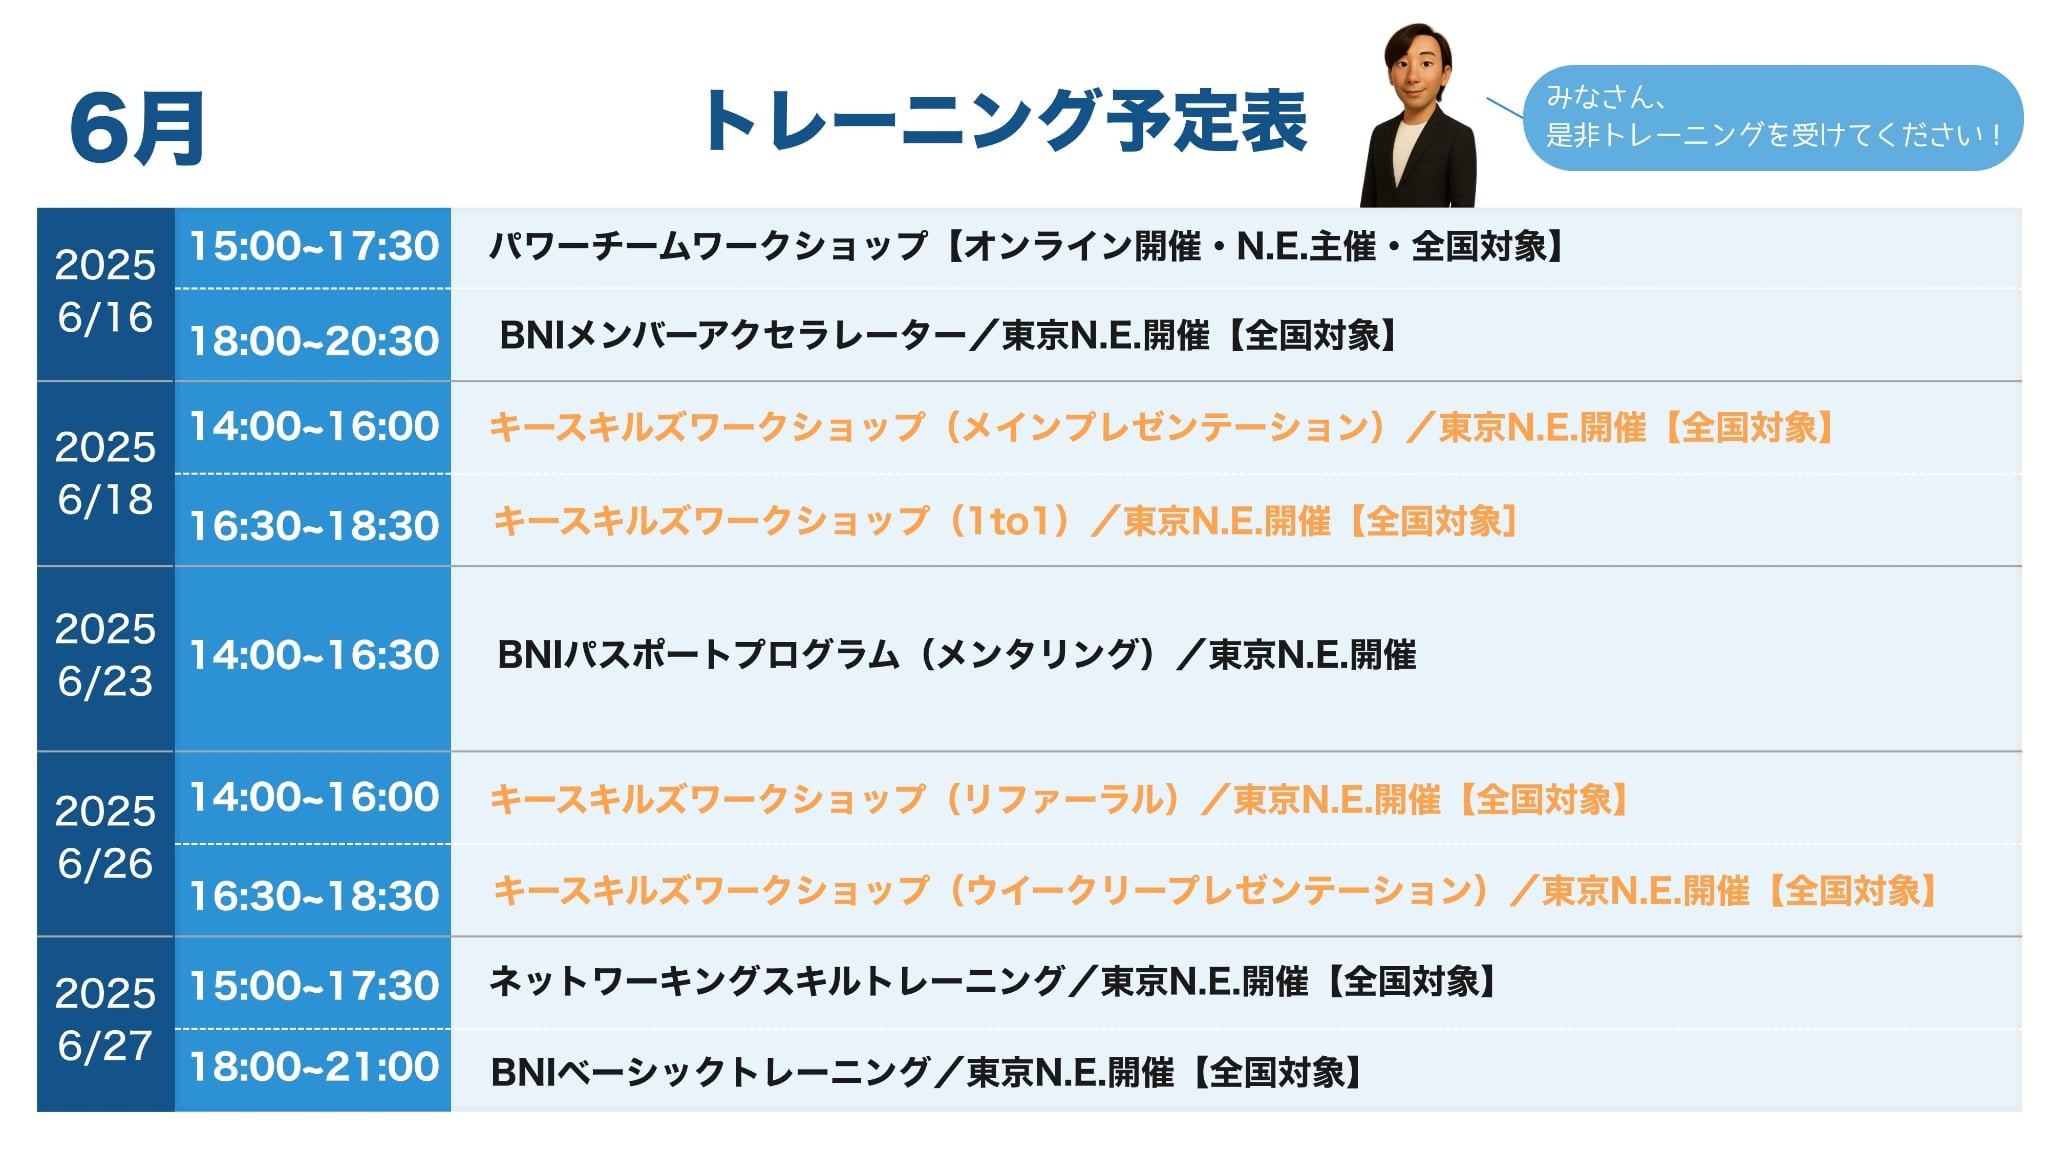 6月
トレーニング予定表
みなさん、
是非トレーニングを受けてください！
2025
6/16
15:00~17:30
パワーチームワークショップ【オンライン開催・N.E.主催・全国対象】
18:00~20:30
BNIメンバーアクセラレーター／東京N.E.開催【全国対象】
2025
6/18
14:00~16:00
キースキルズワークショップ（メインプレゼンテーション）／東京N.E.開催【全国対象】
16:30~18:30
キースキルズワークショップ（1to1）／東京N.E.開催【全国対象］
2025
6/23
14:00~16:30
BNIパスポートプログラム（メンタリング）／東京N.E.開催
2025
6/26
14:00~16:00
キースキルズワークショップ（リファーラル）／東京N.E.開催【全国対象】
16:30~18:30
キースキルズワークショップ（ウイークリープレゼンテーション）／東京N.E.開催【全国対象】
2025
6/27
15:00~17:30
ネットワーキングスキルトレーニング／東京N.E.開催【全国対象】
18:00~21:00
BNIベーシックトレーニング／東京N.E.開催【全国対象】